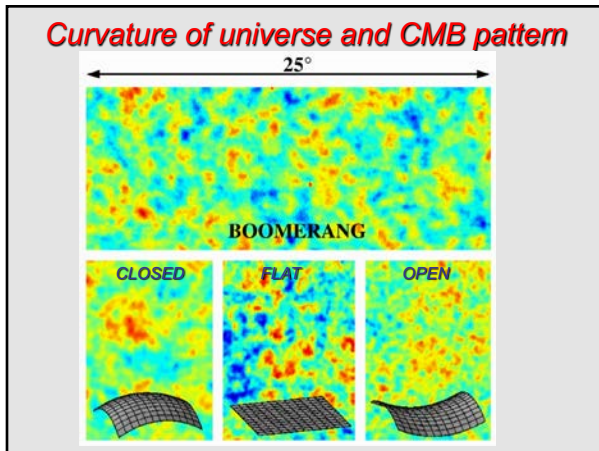 Curvature of universe and CMB pattern
25°
BOOMERANG
CLOSED FLAT OPEN